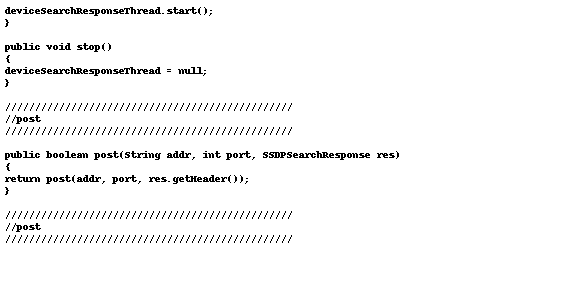 deviceSearchResponseThread.start();
}
public void stop()
{
deviceSearchResponseThread = null;
}
////////////////////////////////////////////////
//post
////////////////////////////////////////////////
public boolean post(String addr, int port, SSDPSearchResponse res)
{
return post(addr, port, res.getHeader());
}
////////////////////////////////////////////////
//post
////////////////////////////////////////////////